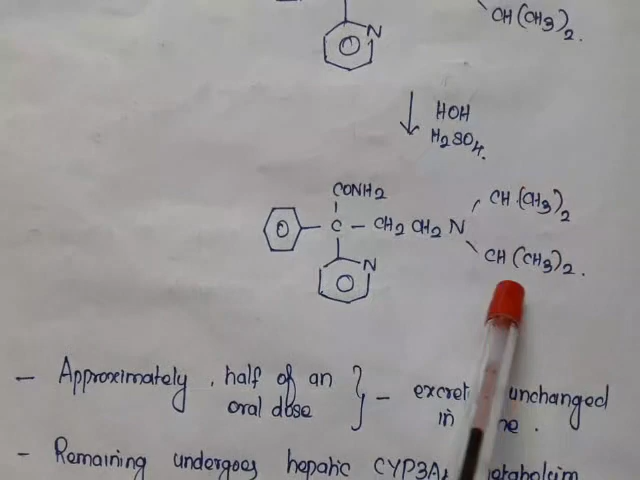 N
CH(CH3)2.
HOH
H2SO4.
CONH2
C - CH2 CH2 N
CH.(CH3)2
N
CH(CH3)2.
- Approximately . half of an oral dose } - unchanged
in
- Remaining undergoes hepatic